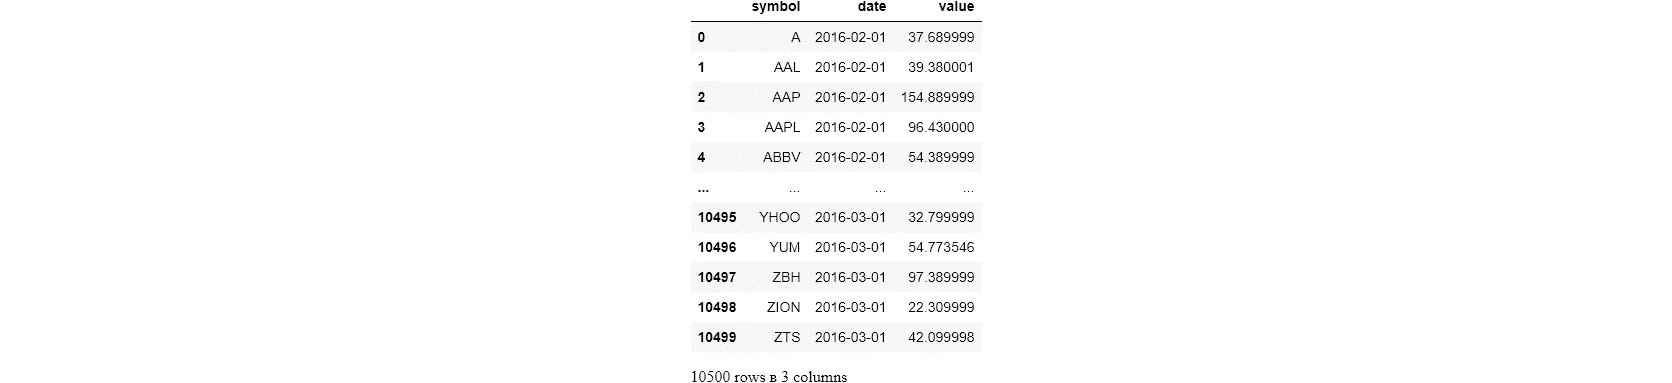 symbol date value
0 A 2016-02-01 37.689999
1 AAL 2016-02-01 39.380001
2 AAP 2016-02-01 154.889999
3 AAPL 2016-02-01 96.430000
4 ABBV 2016-02-01 54.389999
... ... ... ...
10495 YHOO 2016-03-01 32.799999
10496 YUM 2016-03-01 54.773546
10497 ZBH 2016-03-01 97.389999
10498 ZION 2016-03-01 22.309999
10499 ZTS 2016-03-01 42.099998
10500 rows в 3 columns